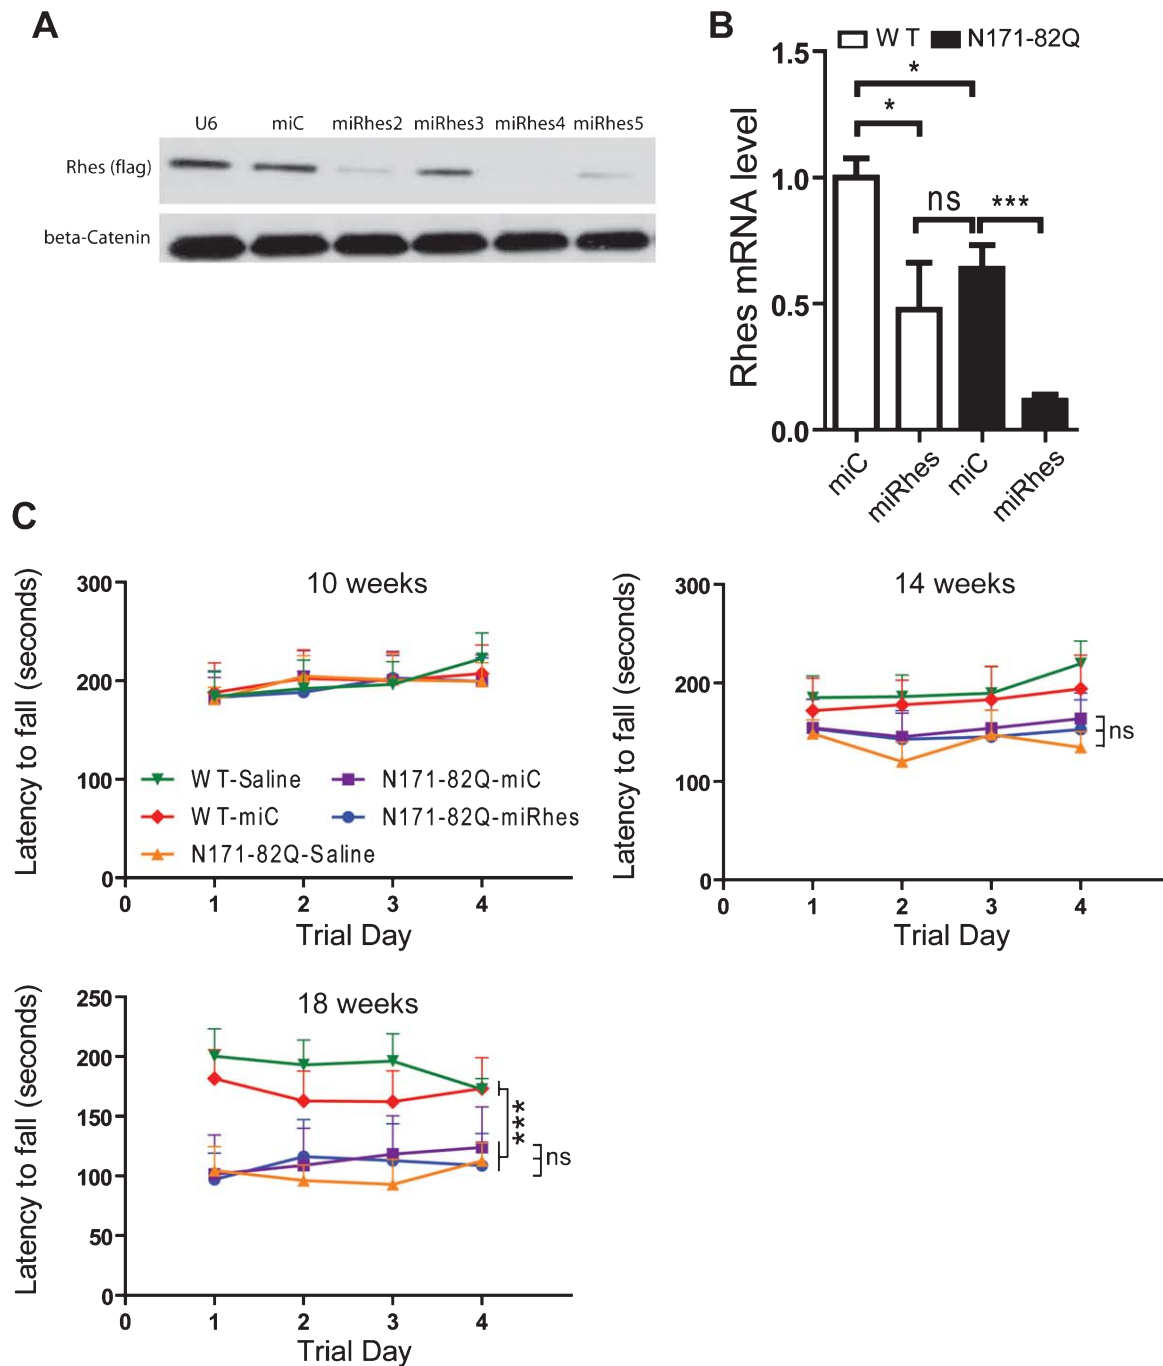 A
U6 miC miRhes2 miRhes3 miRhes4 miRhes5
Rhes (flag)
beta-Catenin
B
WT N171-82Q
Rhes mRNA level
1.5
1.0
0.5
0.0
*
*
ns
***
miC miRhes miC miRhes
C
10 weeks
Latency to fall (seconds)
300
200
100
0
WT-Saline
WT-miC
N171-82Q-Saline
N171-82Q-miC
N171-82Q-miRhes
0 1 2 3 4
Trial Day
14 weeks
Latency to fall (seconds)
300
200
100
0
ns
0 1 2 3 4
Trial Day
18 weeks
Latency to fall (seconds)
250
200
150
100
50
0
***
ns
0 1 2 3 4
Trial Day